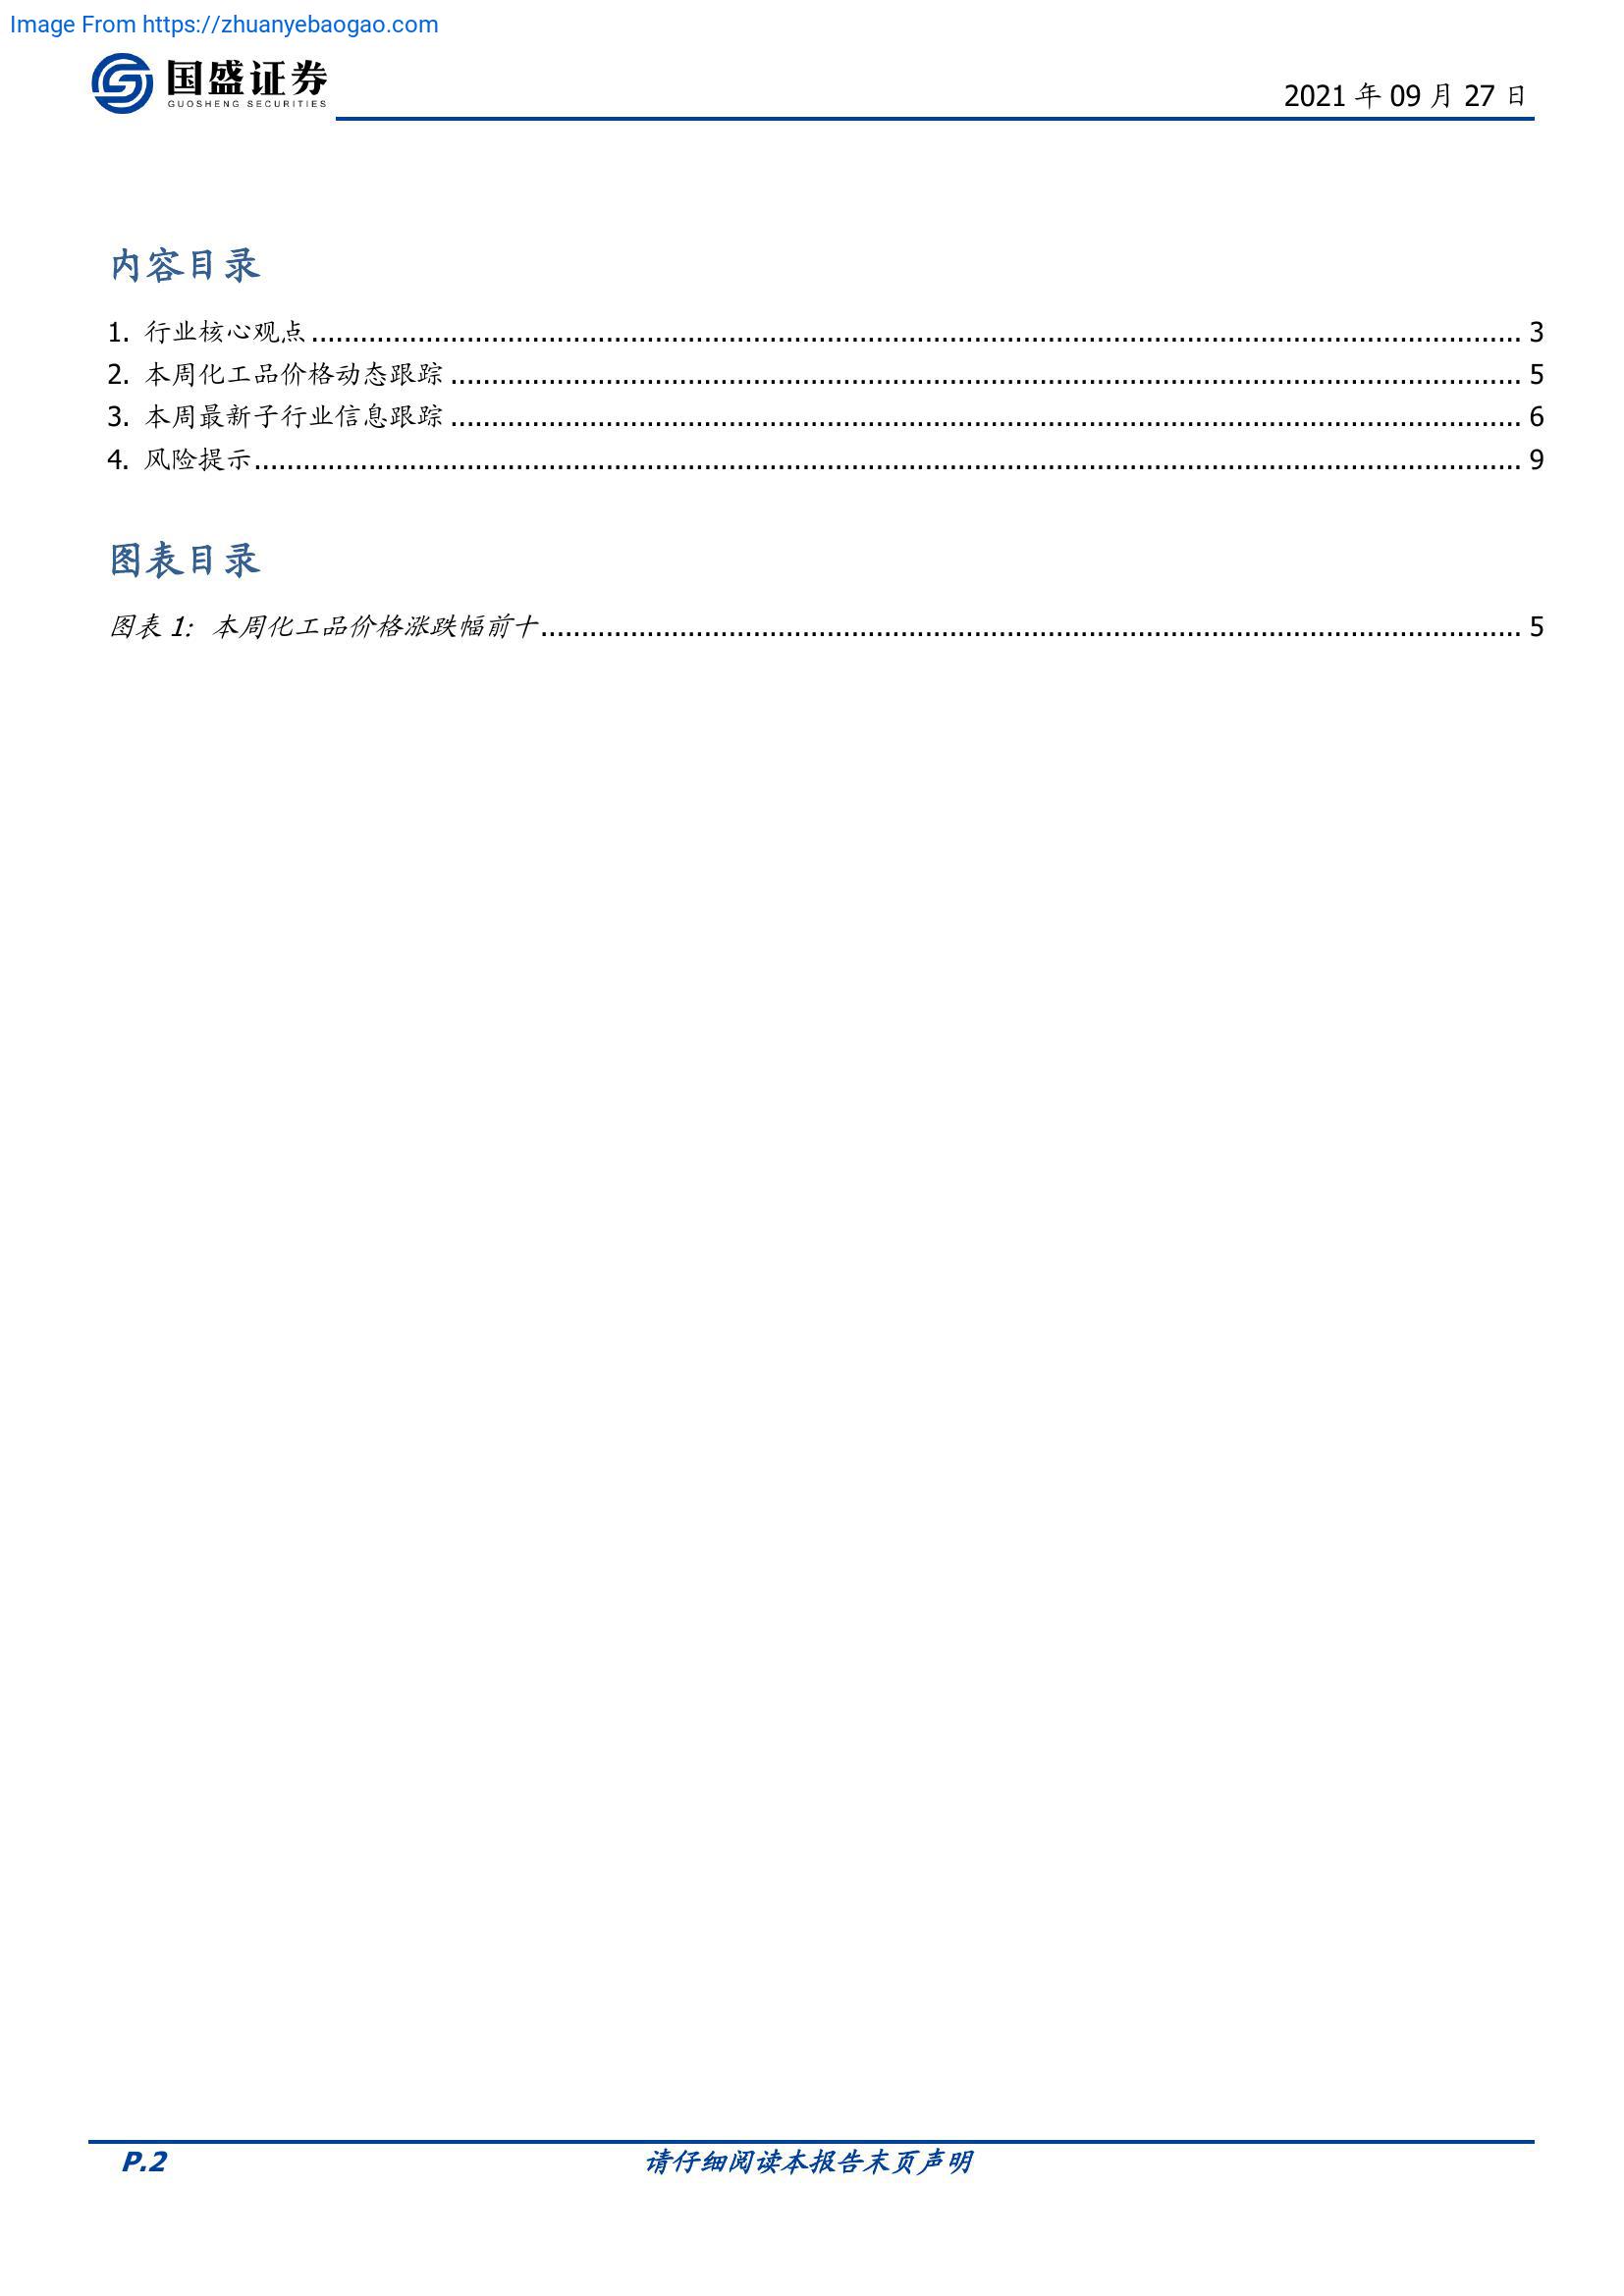 Image From https://zhuanyebaogao.com
国盛证券
GUOSHENG SECURITIES
2021 年 09 月 27 日
内容目录
1. 行业核心观点........................................................................................................ 3
2. 本周化工品价格动态跟踪........................................................................................................ 5
3. 本周最新子行业信息跟踪........................................................................................................ 6
4. 风险提示........................................................................................................ 9
图表目录
图表 1: 本周化工品价格涨跌幅前十........................................................................................................ 5
P.2 请仔细阅读本报告末页声明